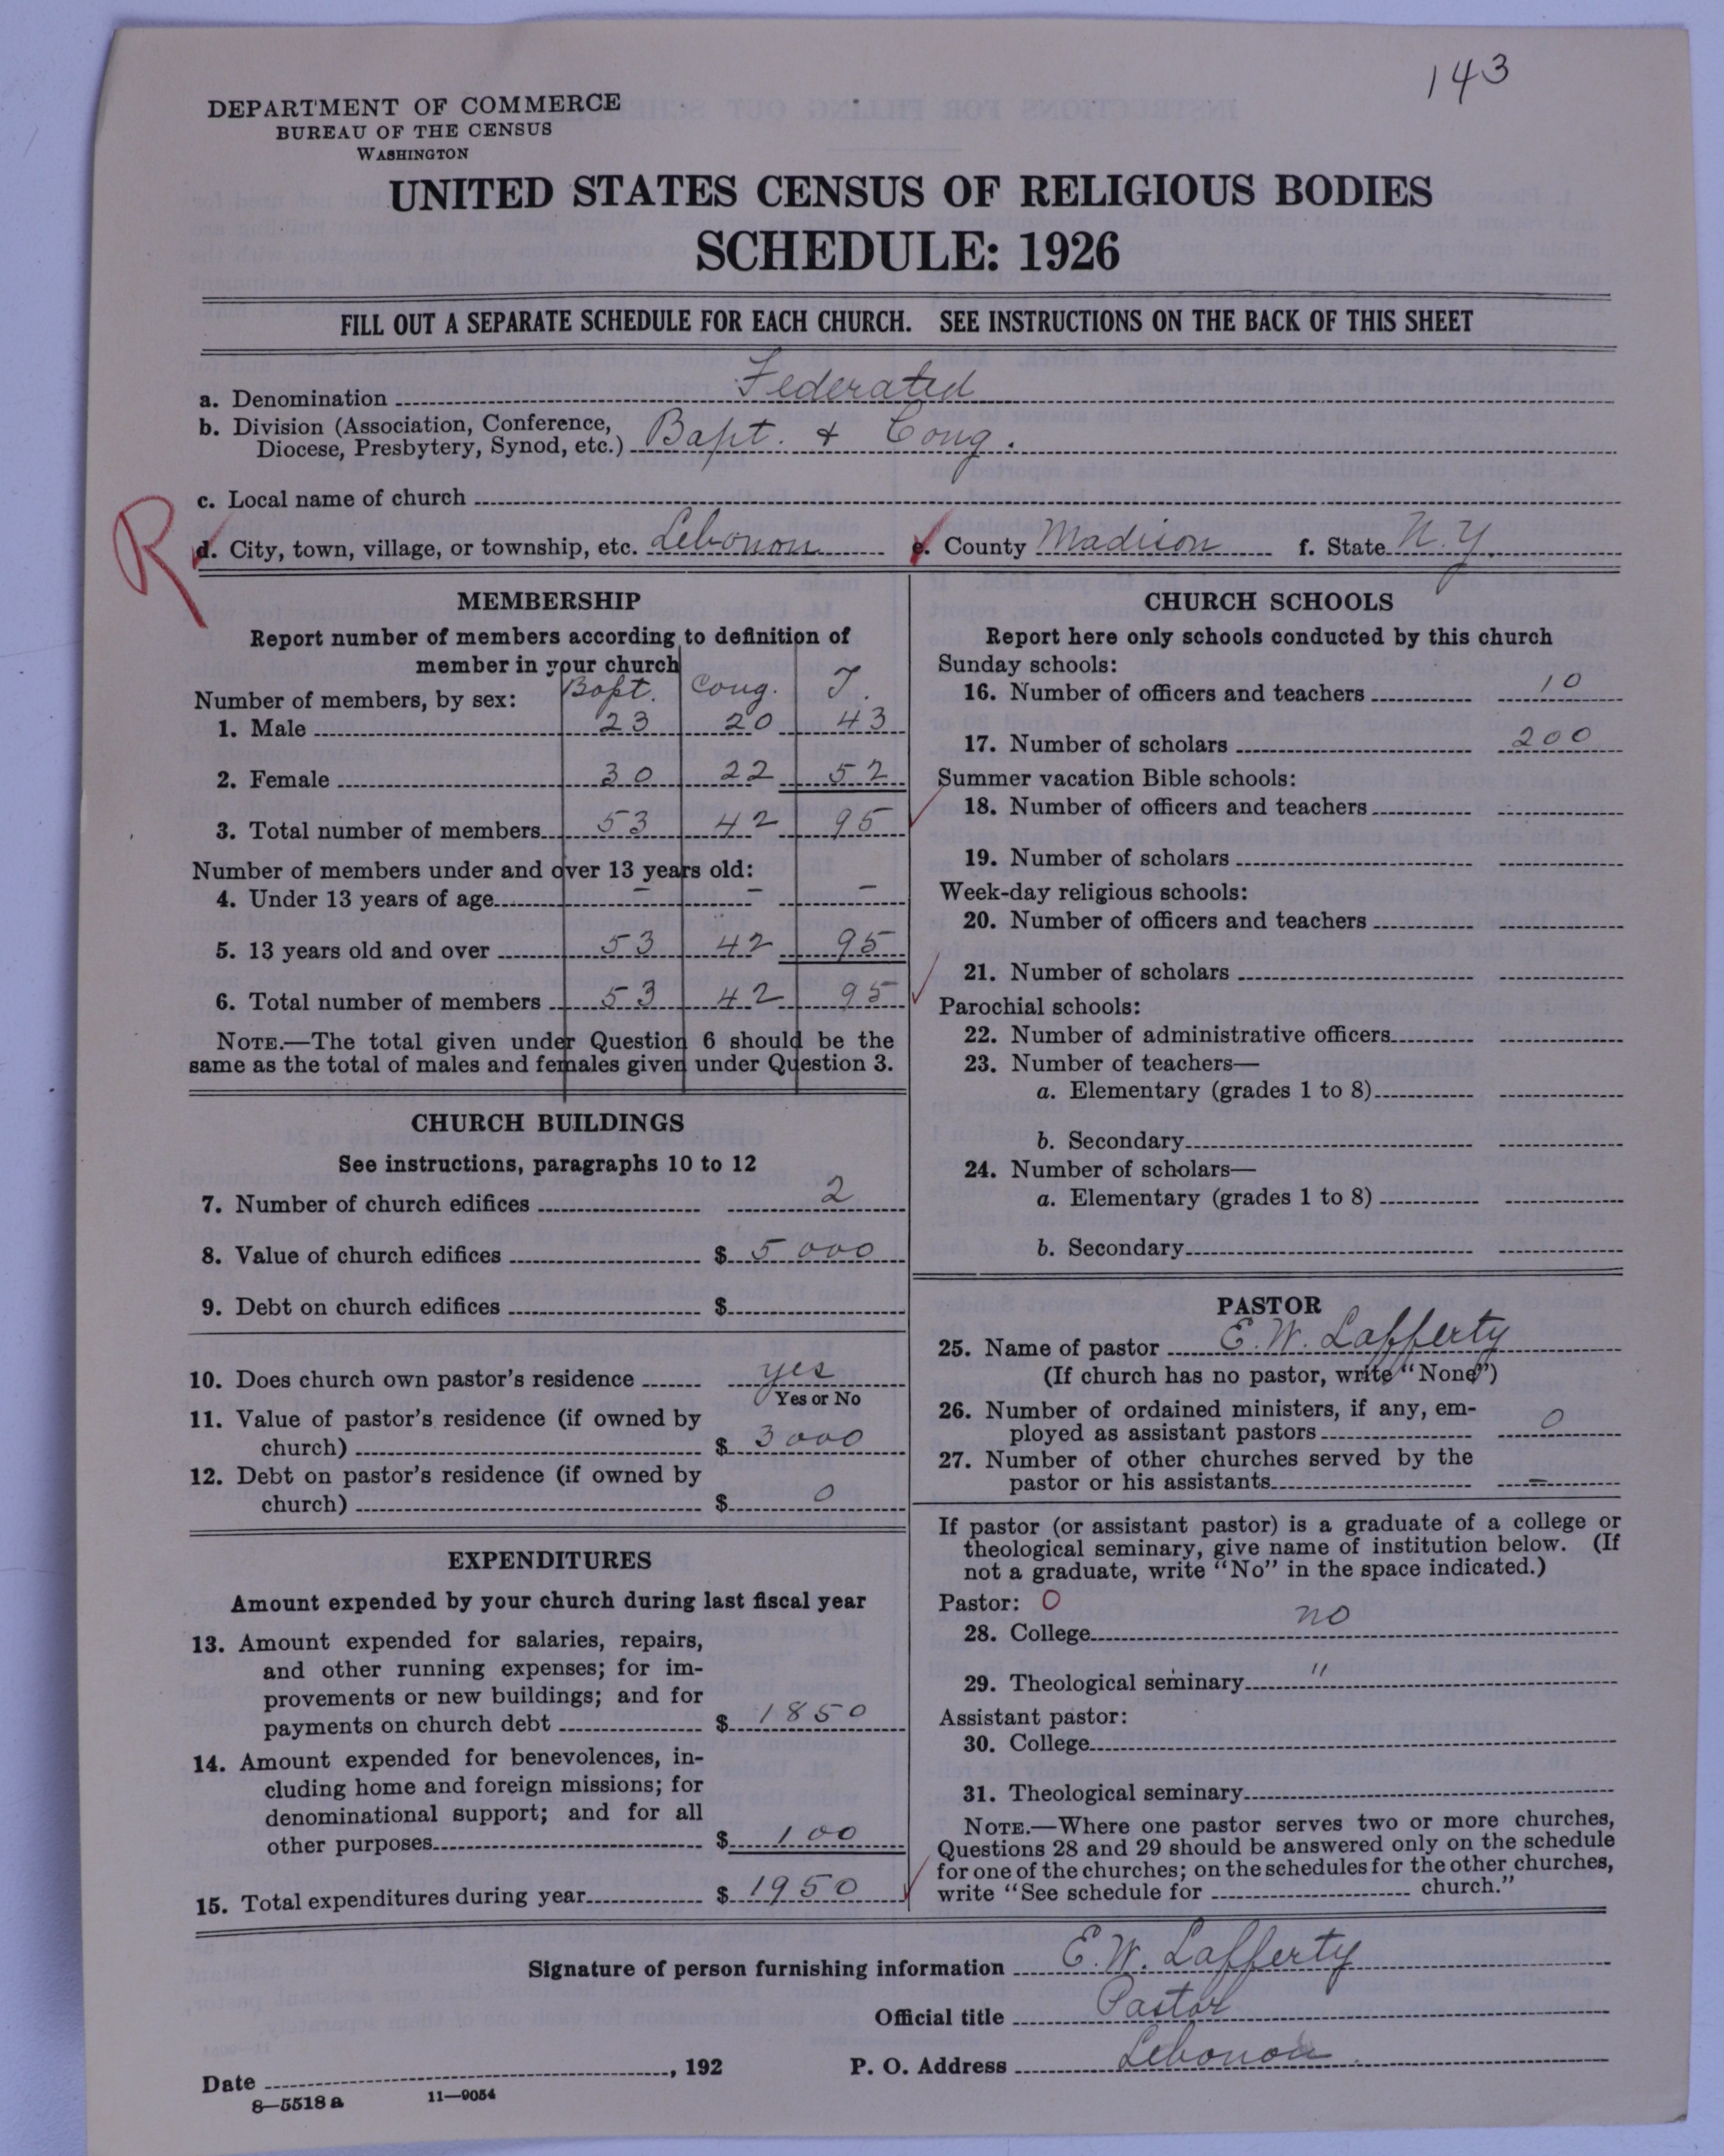 143
DEPARTMENT OF COMMERCE
BUREAU OF THE CENSUS
WASHINGTON
UNITED STATES CENSUS OF RELIGIOUS BODIES
SCHEDULE: 1926
FILL OUT A SEPARATE SCHEDULE FOR EACH CHURCH. SEE INSTRUCTIONS ON THE BACK OF THIS SHEET
a. Denomination Federated
b. Division (Association, Conference,
Diocese, Presbytery, Synod, etc.) Bapt. + Cong.
c. Local name of church
R
d. City, town, village, or township, etc. Lebonon e. County Madison f. State N.Y.
MEMBERSHIP
Report number of members according to definition of
member in your church
Number of members, by sex: Bapt. Cong. T.
1. Male 23 20 43
2. Female 30 22 52
3. Total number of members 53 42 95
Number of members under and over 13 years old:
4. Under 13 years of age - - -
5. 13 years old and over 53 42 95
6. Total number of members 53 42 95
NOTE.—The total given under Question 6 should be the
same as the total of males and females given under Question 3.
CHURCH BUILDINGS
See instructions, paragraphs 10 to 12
7. Number of church edifices 2
8. Value of church edifices $ 5000
9. Debt on church edifices $
10. Does church own pastor's residence yes
Yes or No
11. Value of pastor's residence (if owned by
church) $ 3000
12. Debt on pastor's residence (if owned by
church) $ 0
EXPENDITURES
Amount expended by your church during last fiscal year
13. Amount expended for salaries, repairs,
and other running expenses; for im-
provements or new buildings; and for
payments on church debt $ 1850
14. Amount expended for benevolences, in-
cluding home and foreign missions; for
denominational support; and for all
other purposes $ 100
15. Total expenditures during year $ 1950
CHURCH SCHOOLS
Report here only schools conducted by this church
Sunday schools:
16. Number of officers and teachers 10
17. Number of scholars 200
Summer vacation Bible schools:
18. Number of officers and teachers
19. Number of scholars
Week-day religious schools:
20. Number of officers and teachers
21. Number of scholars
Parochial schools:
22. Number of administrative officers
23. Number of teachers—
a. Elementary (grades 1 to 8)
b. Secondary
24. Number of scholars—
a. Elementary (grades 1 to 8)
b. Secondary
PASTOR
25. Name of pastor E. W. Lafferty
(If church has no pastor, write "None")
26. Number of ordained ministers, if any, em-
ployed as assistant pastors 0
27. Number of other churches served by the
pastor or his assistants -
If pastor (or assistant pastor) is a graduate of a college or
theological seminary, give name of institution below. (If
not a graduate, write "No" in the space indicated.)
Pastor: 0
28. College no
29. Theological seminary "
Assistant pastor:
30. College
31. Theological seminary
NOTE.—Where one pastor serves two or more churches,
Questions 28 and 29 should be answered only on the schedule
for one of the churches; on the schedules for the other churches,
write "See schedule for church."
Signature of person furnishing information E. W. Lafferty
Official title Pastor
Date , 192 P. O. Address Lebonon
8—5518 a 11—9054